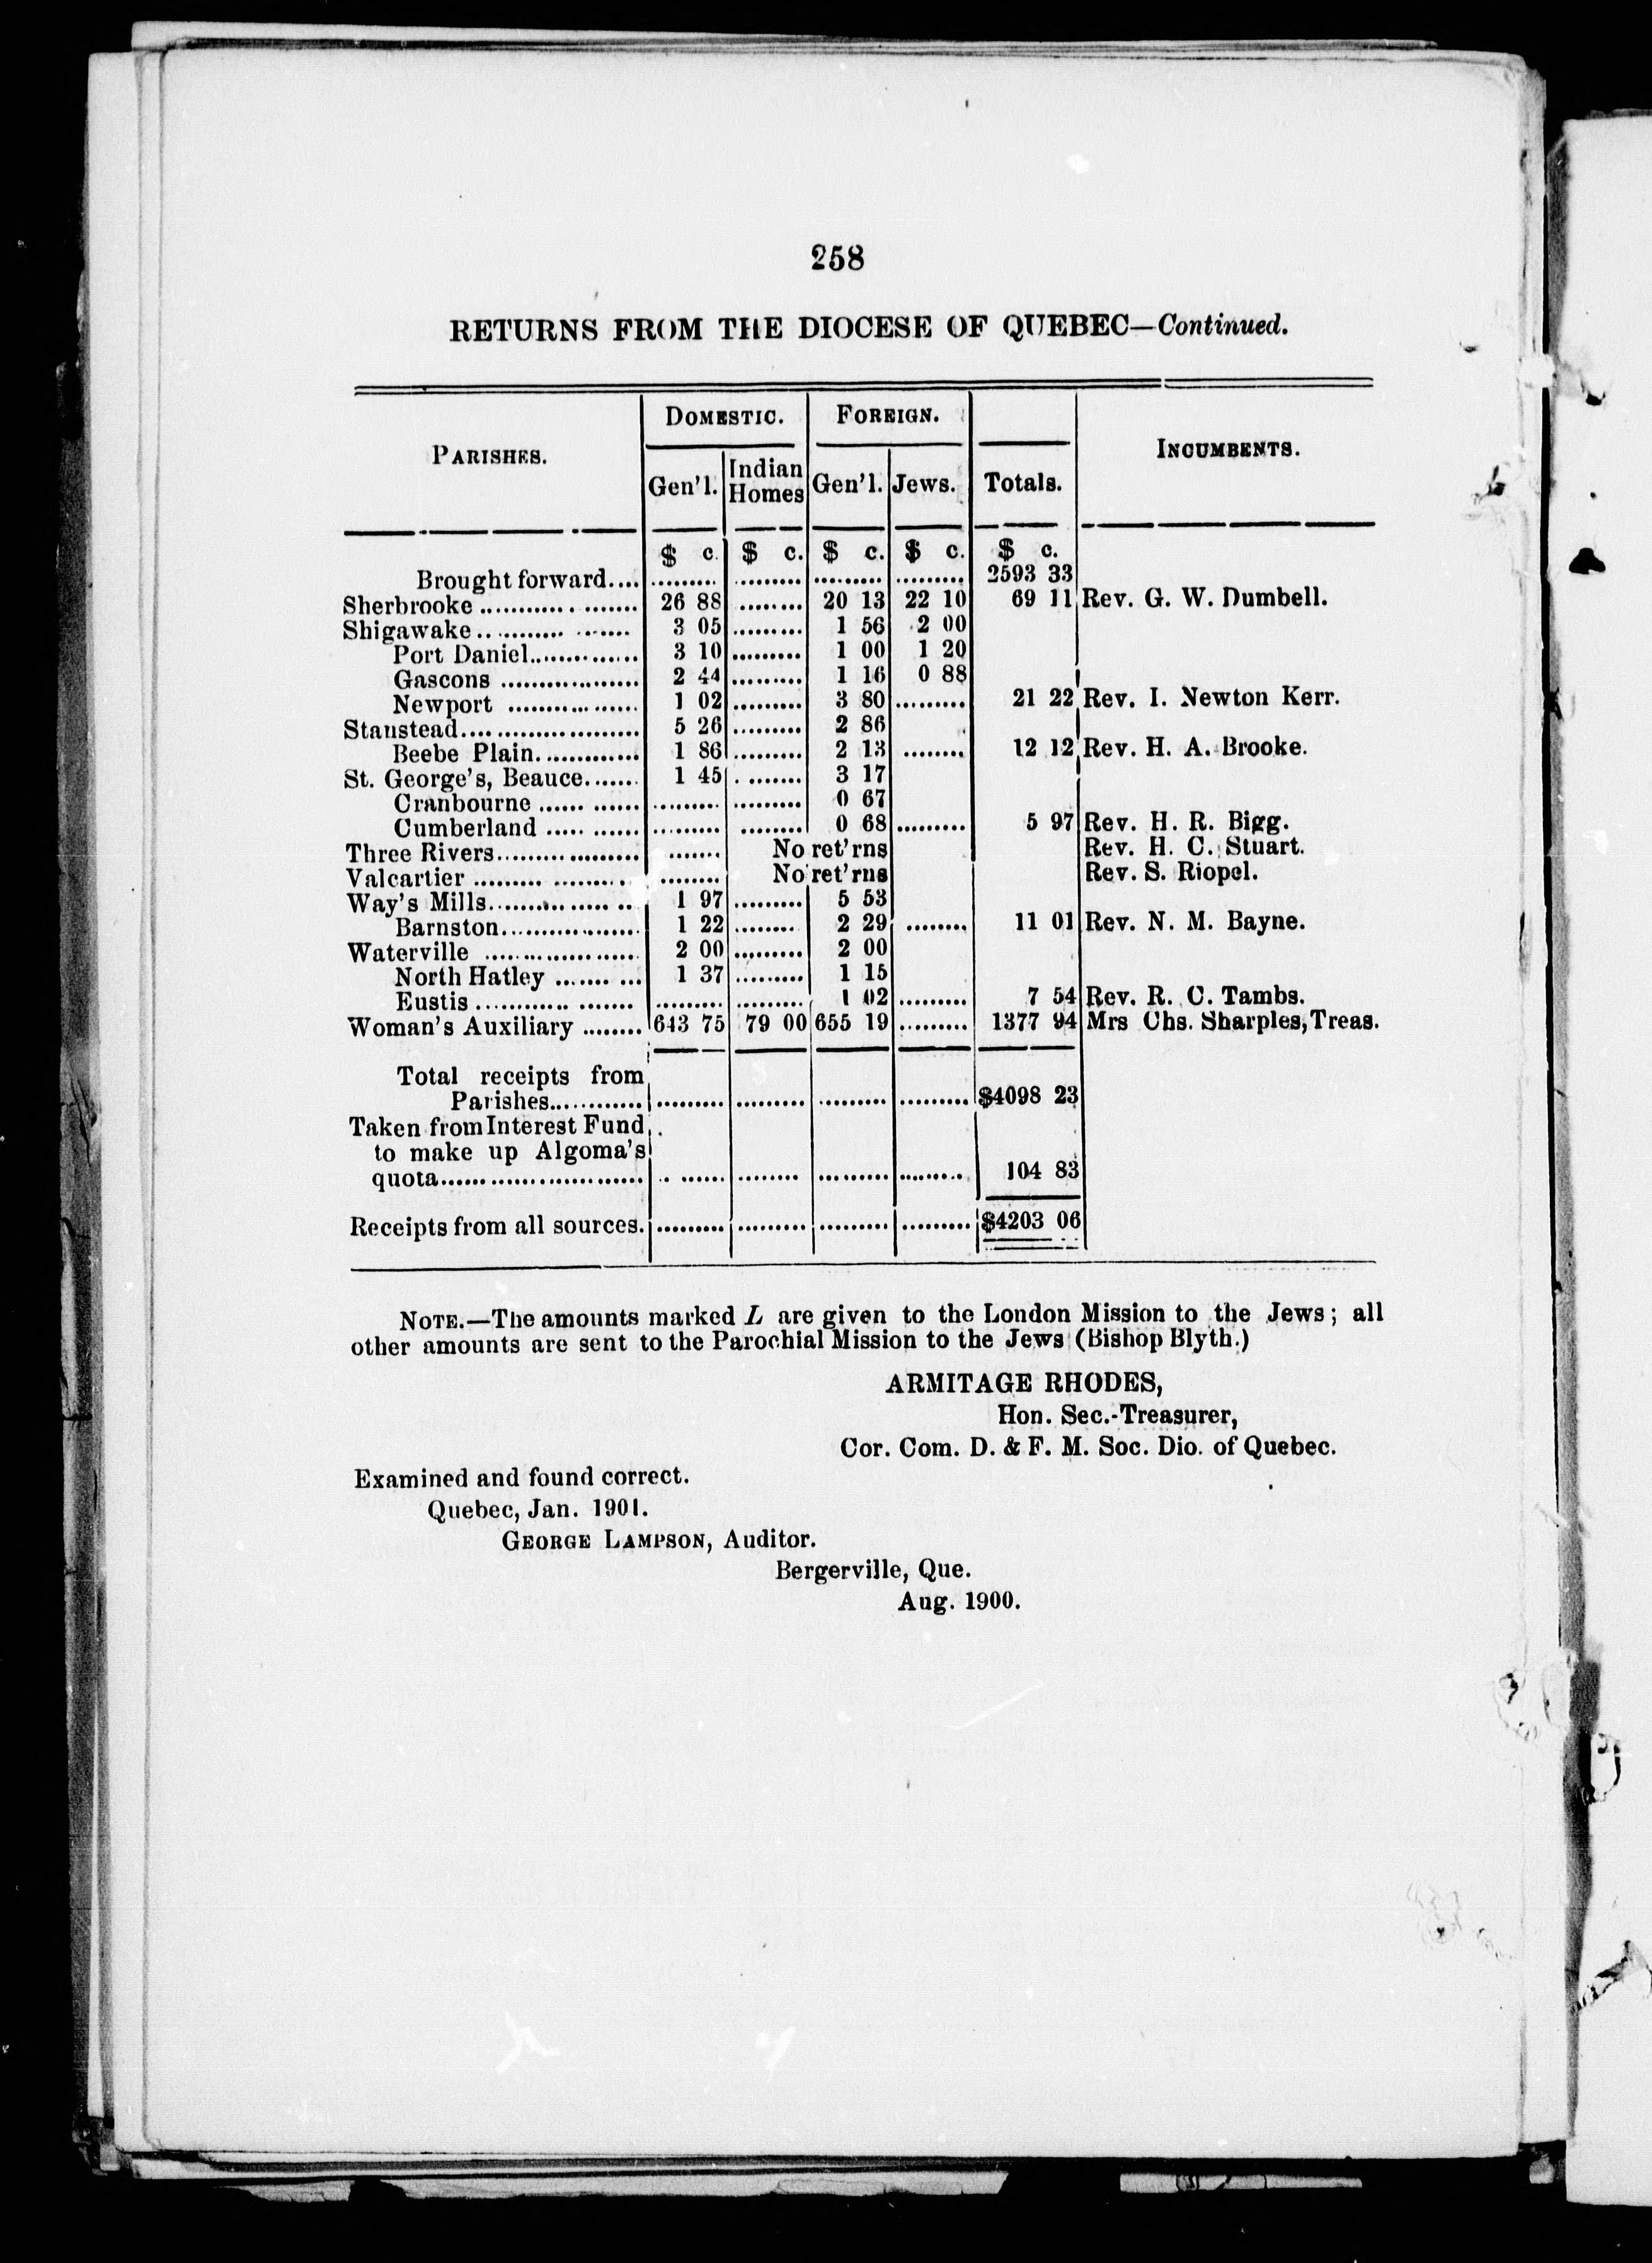 258
RETURNS FROM THE DIOCESE OF QUEBEC—Continued.
PARISHES. DOMESTIC. FOREIGN. INCUMBENTS.
Gen'l. Indian Homes Gen'l. Jews. Totals.
$ c. $ c. $ c. $ c. $ c.
Brought forward.... ......... ......... ......... ......... 2593 33
Sherbrooke .................... 26 88 ......... 20 13 22 10 69 11 Rev. G. W. Dumbell.
Shigawake.................... 3 05 ......... 1 56 2 00
Port Daniel.............. 3 10 ......... 1 00 1 20
Gascons .................. 2 44 ......... 1 16 0 88
Newport ................. 1 02 ......... 3 80 ......... 21 22 Rev. I. Newton Kerr.
Stanstead....................... 5 26 ......... 2 86
Beebe Plain.............. 1 86 ......... 2 13 ........ 12 12 Rev. H. A. Brooke.
St. George's, Beauce....... 1 45 ......... 3 17
Cranbourne ............. ......... ......... 0 67
Cumberland ............ ......... ........ 0 68 ......... 5 97 Rev. H. R. Bigg.
Three Rivers.................. ........ No ret'rns Rev. H. C. Stuart.
Valcartier .................... ......... No ret'rns Rev. S. Riopel.
Way's Mills................... 1 97 ......... 5 53
Barnston.................. 1 22 ........ 2 29 ........ 11 01 Rev. N. M. Bayne.
Waterville .................... 2 00 ......... 2 00
North Hatley .......... 1 37 ......... 1 15
Eustis ................... ......... ......... 1 02 ......... 7 54 Rev. R. C. Tambs.
Woman's Auxiliary ........ 643 75 79 00 655 19 ......... 1377 94 Mrs Chs. Sharples, Treas.
Total receipts from
Parishes............ ......... ......... ......... ......... $4098 23
Taken from Interest Fund
to make up Algoma's
quota.......................... ........ ........ ......... ......... 104 83
Receipts from all sources. ......... ......... ......... ......... $4203 06
NOTE.—The amounts marked L are given to the London Mission to the Jews; all
other amounts are sent to the Parochial Mission to the Jews (Bishop Blyth.)
ARMITAGE RHODES,
Hon. Sec.-Treasurer,
Cor. Com. D. & F. M. Soc. Dio. of Quebec.
Examined and found correct.
Quebec, Jan. 1901.
GEORGE LAMPSON, Auditor.
Bergerville, Que.
Aug. 1900.